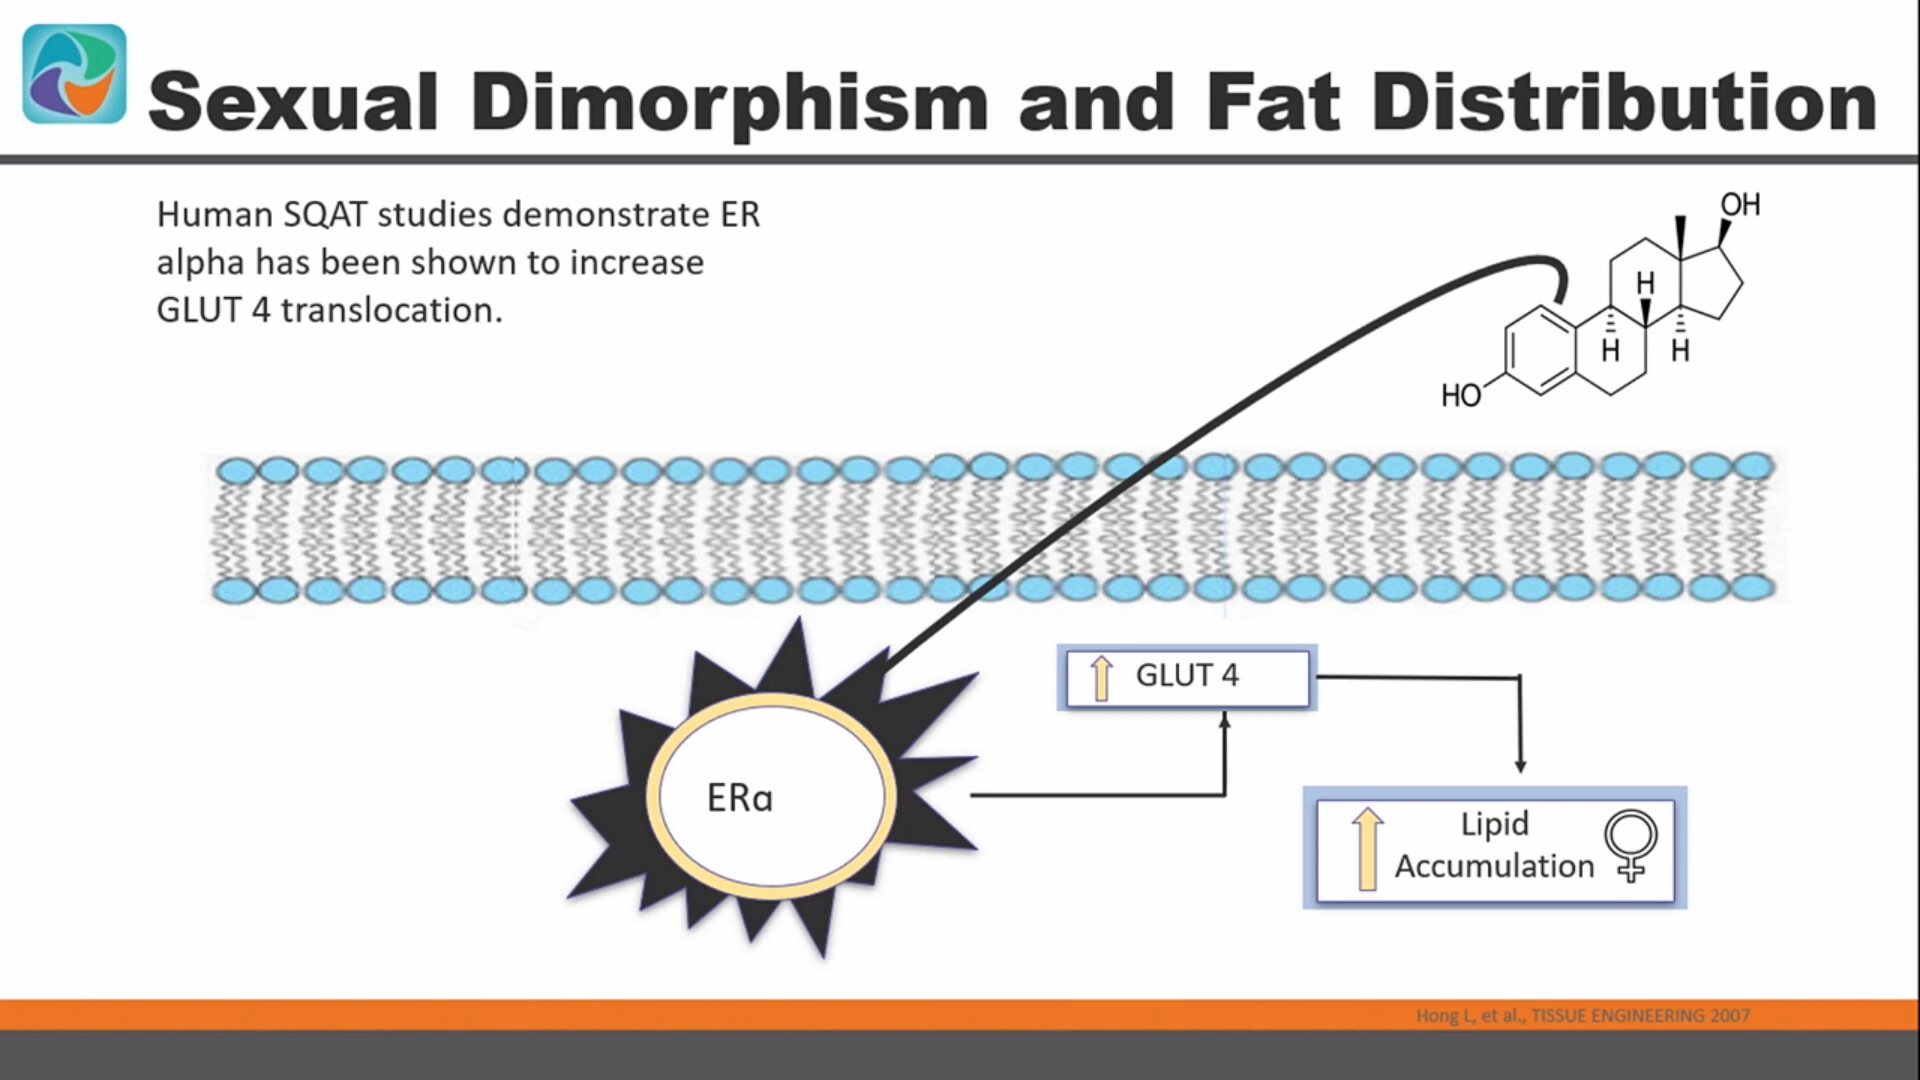 Sexual Dimorphism and Fat Distribution
Human SQAT studies demonstrate ER
alpha has been shown to increase
GLUT 4 translocation.
OH
H
H
H
HO
GLUT 4
ERα
Lipid
Accumulation
Hong L, et al., TISSUE ENGINEERING 2007